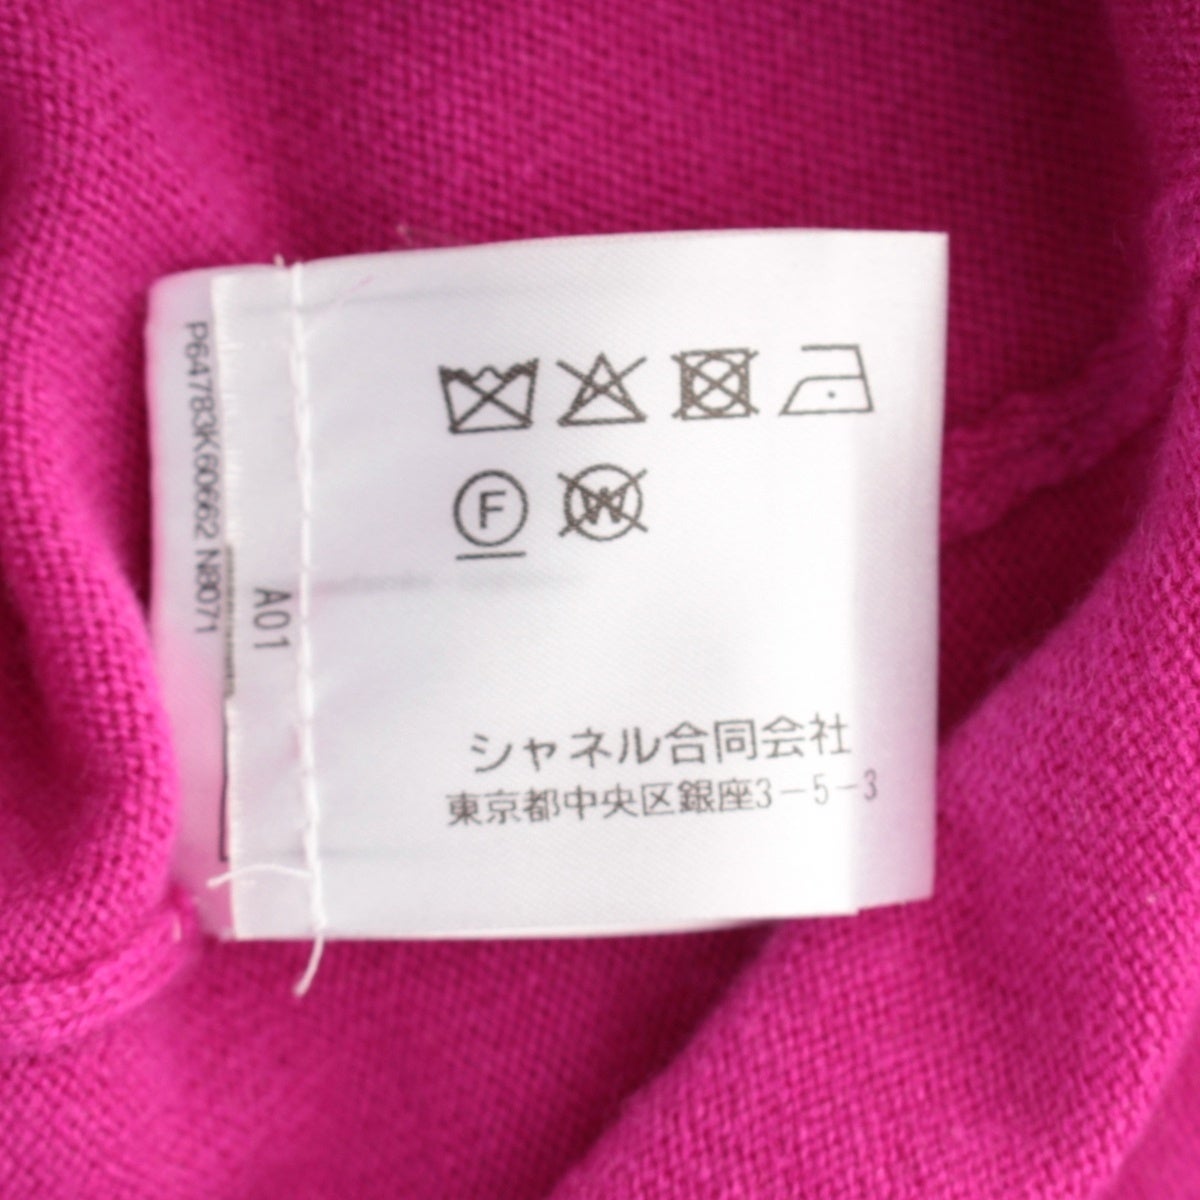 P64783K60662 N8071
A01
F
W
シャネル合同会社
東京都中央区銀座3-5-3